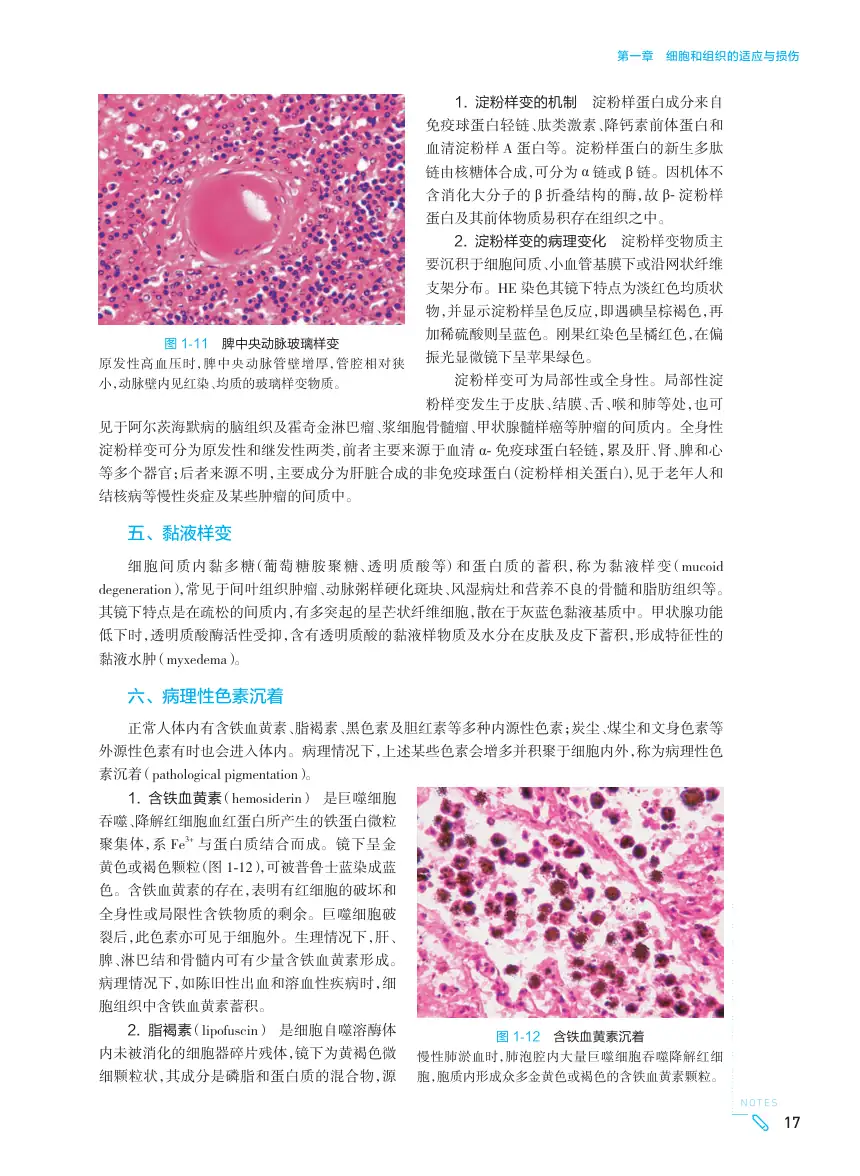 第一章　细胞和组织的适应与损伤
图 1-11　脾中央动脉玻璃样变
原发性高血压时,脾中央动脉管壁增厚,管腔相对狭
小,动脉壁内见红染、均质的玻璃样变物质。
1. 淀粉样变的机制　淀粉样蛋白成分来自
免疫球蛋白轻链、肽类激素、降钙素前体蛋白和
血清淀粉样 A 蛋白等。淀粉样蛋白的新生多肽
链由核糖体合成,可分为 α 链或 β 链。因机体不
含消化大分子的 β 折叠结构的酶,故 β- 淀粉样
蛋白及其前体物质易积存在组织之中。
2. 淀粉样变的病理变化　淀粉样变物质主
要沉积于细胞间质、小血管基膜下或沿网状纤维
支架分布。HE 染色其镜下特点为淡红色均质状
物,并显示淀粉样呈色反应,即遇碘呈棕褐色,再
加稀硫酸则呈蓝色。刚果红染色呈橘红色,在偏
振光显微镜下呈苹果绿色。
淀粉样变可为局部性或全身性。局部性淀
粉样变发生于皮肤、结膜、舌、喉和肺等处,也可
见于阿尔茨海默病的脑组织及霍奇金淋巴瘤、浆细胞骨髓瘤、甲状腺髓样癌等肿瘤的间质内。全身性
淀粉样变可分为原发性和继发性两类,前者主要来源于血清 α- 免疫球蛋白轻链,累及肝、肾、脾和心
等多个器官;后者来源不明,主要成分为肝脏合成的非免疫球蛋白(淀粉样相关蛋白),见于老年人和
结核病等慢性炎症及某些肿瘤的间质中。
五、黏液样变
细胞间质内黏多糖(葡萄糖胺聚糖、透明质酸等)和蛋白质的蓄积,称为黏液样变(mucoid
degeneration),常见于间叶组织肿瘤、动脉粥样硬化斑块、风湿病灶和营养不良的骨髓和脂肪组织等。
其镜下特点是在疏松的间质内,有多突起的星芒状纤维细胞,散在于灰蓝色黏液基质中。甲状腺功能
低下时,透明质酸酶活性受抑,含有透明质酸的黏液样物质及水分在皮肤及皮下蓄积,形成特征性的
黏液水肿(myxedema)。
六、病理性色素沉着
正常人体内有含铁血黄素、脂褐素、黑色素及胆红素等多种内源性色素;炭尘、煤尘和文身色素等
外源性色素有时也会进入体内。病理情况下,上述某些色素会增多并积聚于细胞内外,称为病理性色
素沉着(pathological pigmentation)。
1. 含铁血黄素(hemosiderin)　是巨噬细胞
吞噬、降解红细胞血红蛋白所产生的铁蛋白微粒
聚集体,系 Fe³⁺ 与蛋白质结合而成。镜下呈金
黄色或褐色颗粒(图 1-12),可被普鲁士蓝染成蓝
色。含铁血黄素的存在,表明有红细胞的破坏和
全身性或局限性含铁物质的剩余。巨噬细胞破
裂后,此色素亦可见于细胞外。生理情况下,肝、
脾、淋巴结和骨髓内可有少量含铁血黄素形成。
病理情况下,如陈旧性出血和溶血性疾病时,细
胞组织中含铁血黄素蓄积。
2. 脂褐素(lipofuscin)　是细胞自噬溶酶体
内未被消化的细胞器碎片残体,镜下为黄褐色微
细颗粒状,其成分是磷脂和蛋白质的混合物,源
图 1-12　含铁血黄素沉着
慢性肺淤血时,肺泡腔内大量巨噬细胞吞噬降解红细
胞,胞质内形成众多金黄色或褐色的含铁血黄素颗粒。
NOTES
17